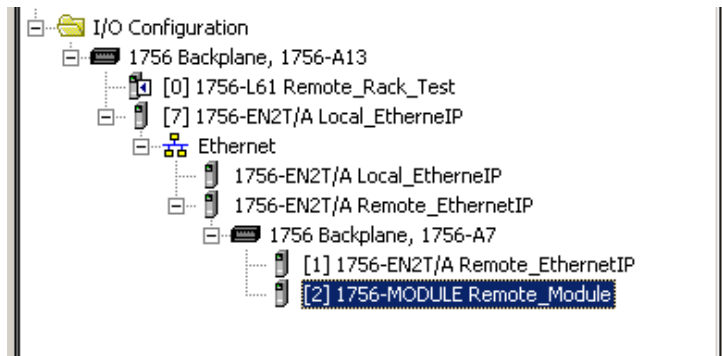 I/O Configuration
1756 Backplane, 1756-A13
[0] 1756-L61 Remote_Rack_Test
[7] 1756-EN2T/A Local_EtherneIP
Ethernet
1756-EN2T/A Local_EtherneIP
1756-EN2T/A Remote_EthernetIP
1756 Backplane, 1756-A7
[1] 1756-EN2T/A Remote_EthernetIP
[2] 1756-MODULE Remote_Module